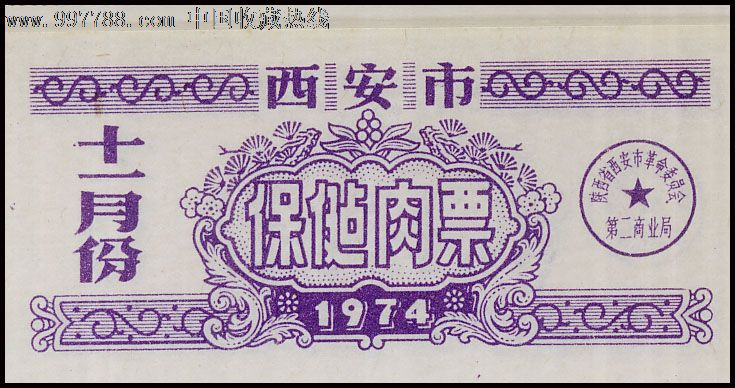 www.997788.com 中国收藏热线
西安市
十一月份
保健肉票
1974
陕西省西安市革命委员会
第二商业局